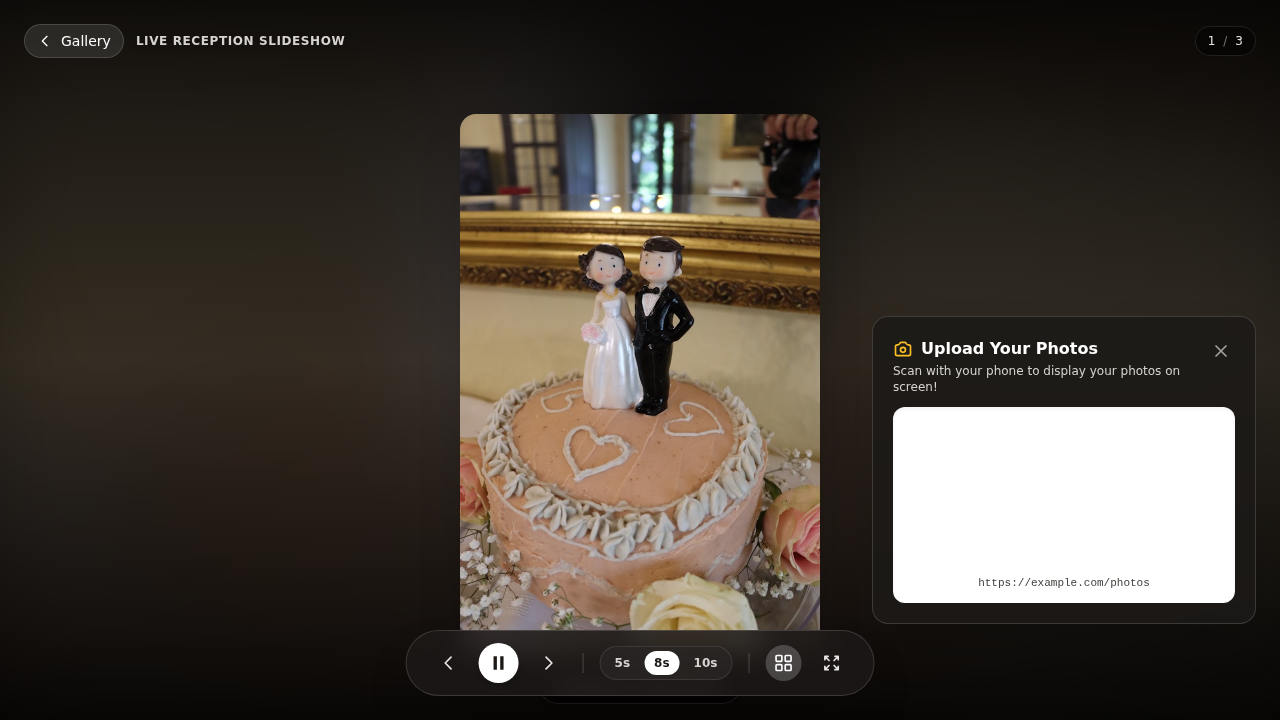 Gallery
LIVE RECEPTION SLIDESHOW
1 / 3
Upload Your Photos
Scan with your phone to display your photos on
screen!
https://example.com/photos
5s
8s
10s